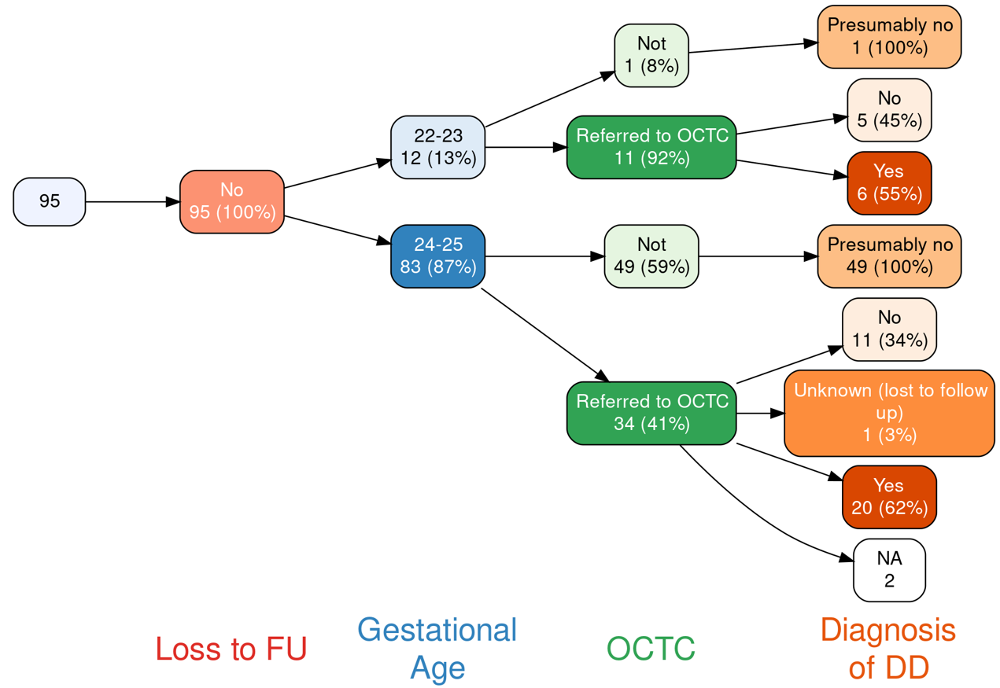 Not
1 (8%)
Presumably no
1 (100%)
No
5 (45%)
22-23
12 (13%)
Referred to OCTC
11 (92%)
Yes
6 (55%)
95
No
95 (100%)
24-25
83 (87%)
Not
49 (59%)
Presumably no
49 (100%)
No
11 (34%)
Referred to OCTC
34 (41%)
Unknown (lost to follow
up)
1 (3%)
Yes
20 (62%)
NA
2
Loss to FU
Gestational
Age
OCTC
Diagnosis
of DD